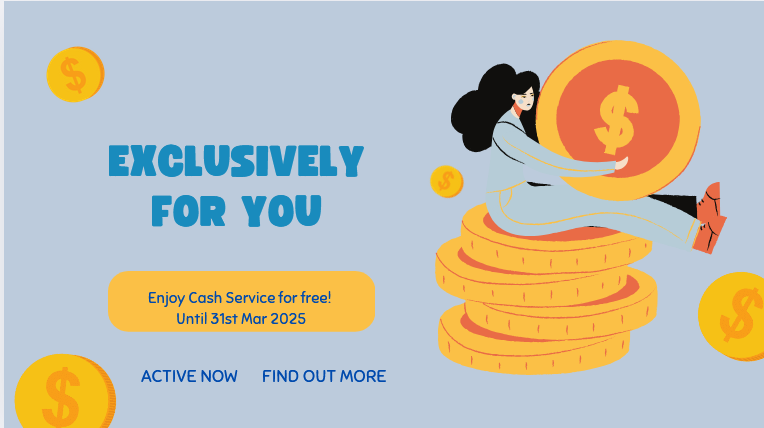 EXCLUSIVELY
FOR YOU
Enjoy Cash Service for free!
Until 31st Mar 2025
ACTIVE NOW FIND OUT MORE
$
$
$
$
$